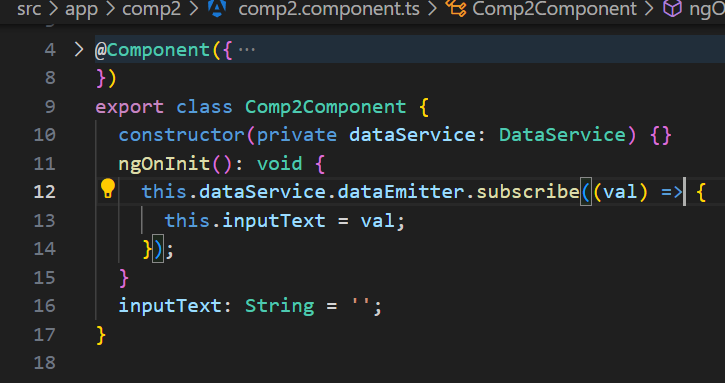 src > app > comp2 > comp2.component.ts > Comp2Component > ngO
4 > @Component({ ...
8 })
9 export class Comp2Component {
10 constructor(private dataService: DataService) {}
11 ngOnInit(): void {
12 this.dataService.dataEmitter.subscribe((val) => {
13 this.inputText = val;
14 });
15 }
16 inputText: String = '';
17 }
18